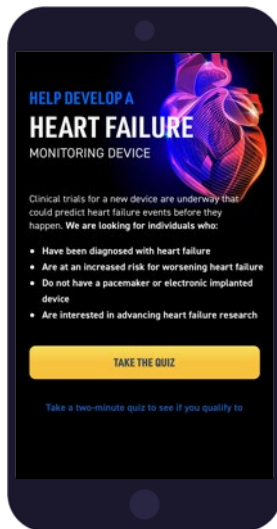 HELP DEVELOP A
HEART FAILURE
MONITORING DEVICE
Clinical trials for a new device are underway that
could predict heart failure events before they
happen. We are looking for individuals who:
• Have been diagnosed with heart failure
• Are at an increased risk for worsening heart failure
• Do not have a pacemaker or electronic implanted
device
• Are interested in advancing heart failure research
TAKE THE QUIZ
Take a two-minute quiz to see if you qualify to